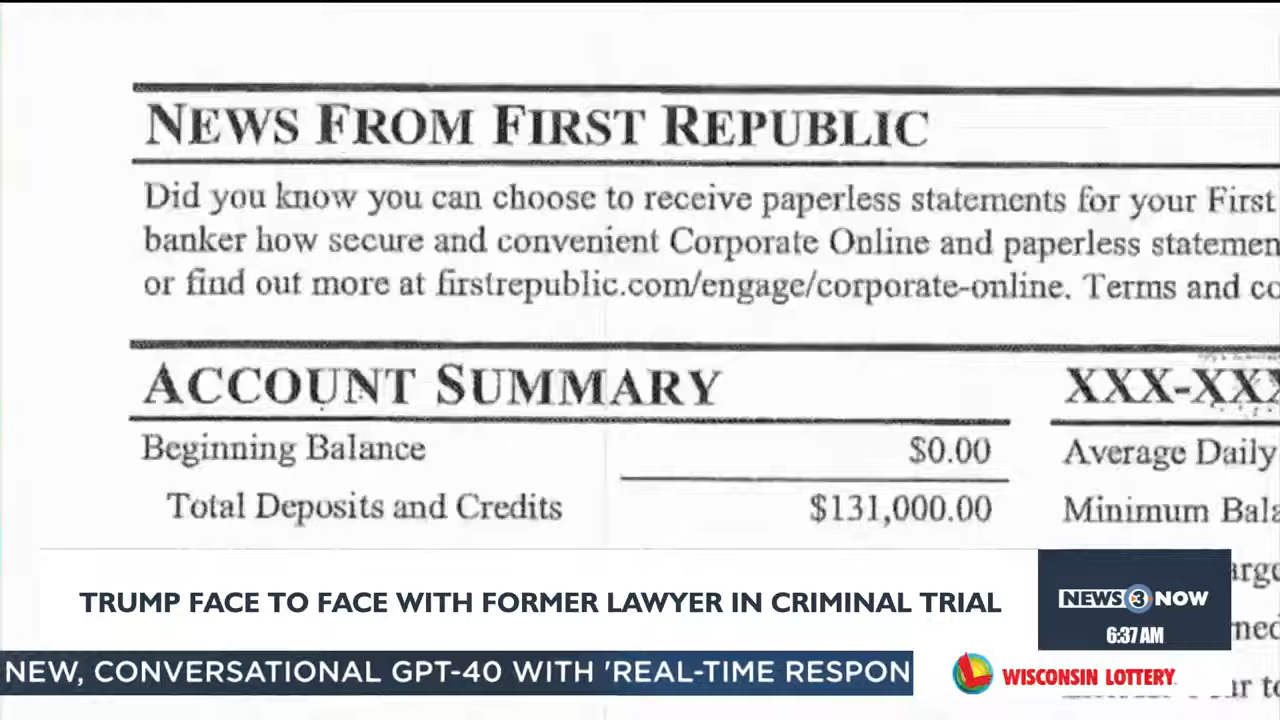 NEWS FROM FIRST REPUBLIC
Did you know you can choose to receive paperless statements for your First
banker how secure and convenient Corporate Online and paperless statemen
or find out more at firstrepublic.com/engage/corporate-online. Terms and co
ACCOUNT SUMMARY
XXX-XXX
Beginning Balance $0.00
Average Daily
Total Deposits and Credits $131,000.00
Minimum Bala
arge
ned
TRUMP FACE TO FACE WITH FORMER LAWYER IN CRIMINAL TRIAL
NEWS 3 NOW
6:37 AM
NEW, CONVERSATIONAL GPT-4O WITH 'REAL-TIME RESPON
WISCONSIN LOTTERY